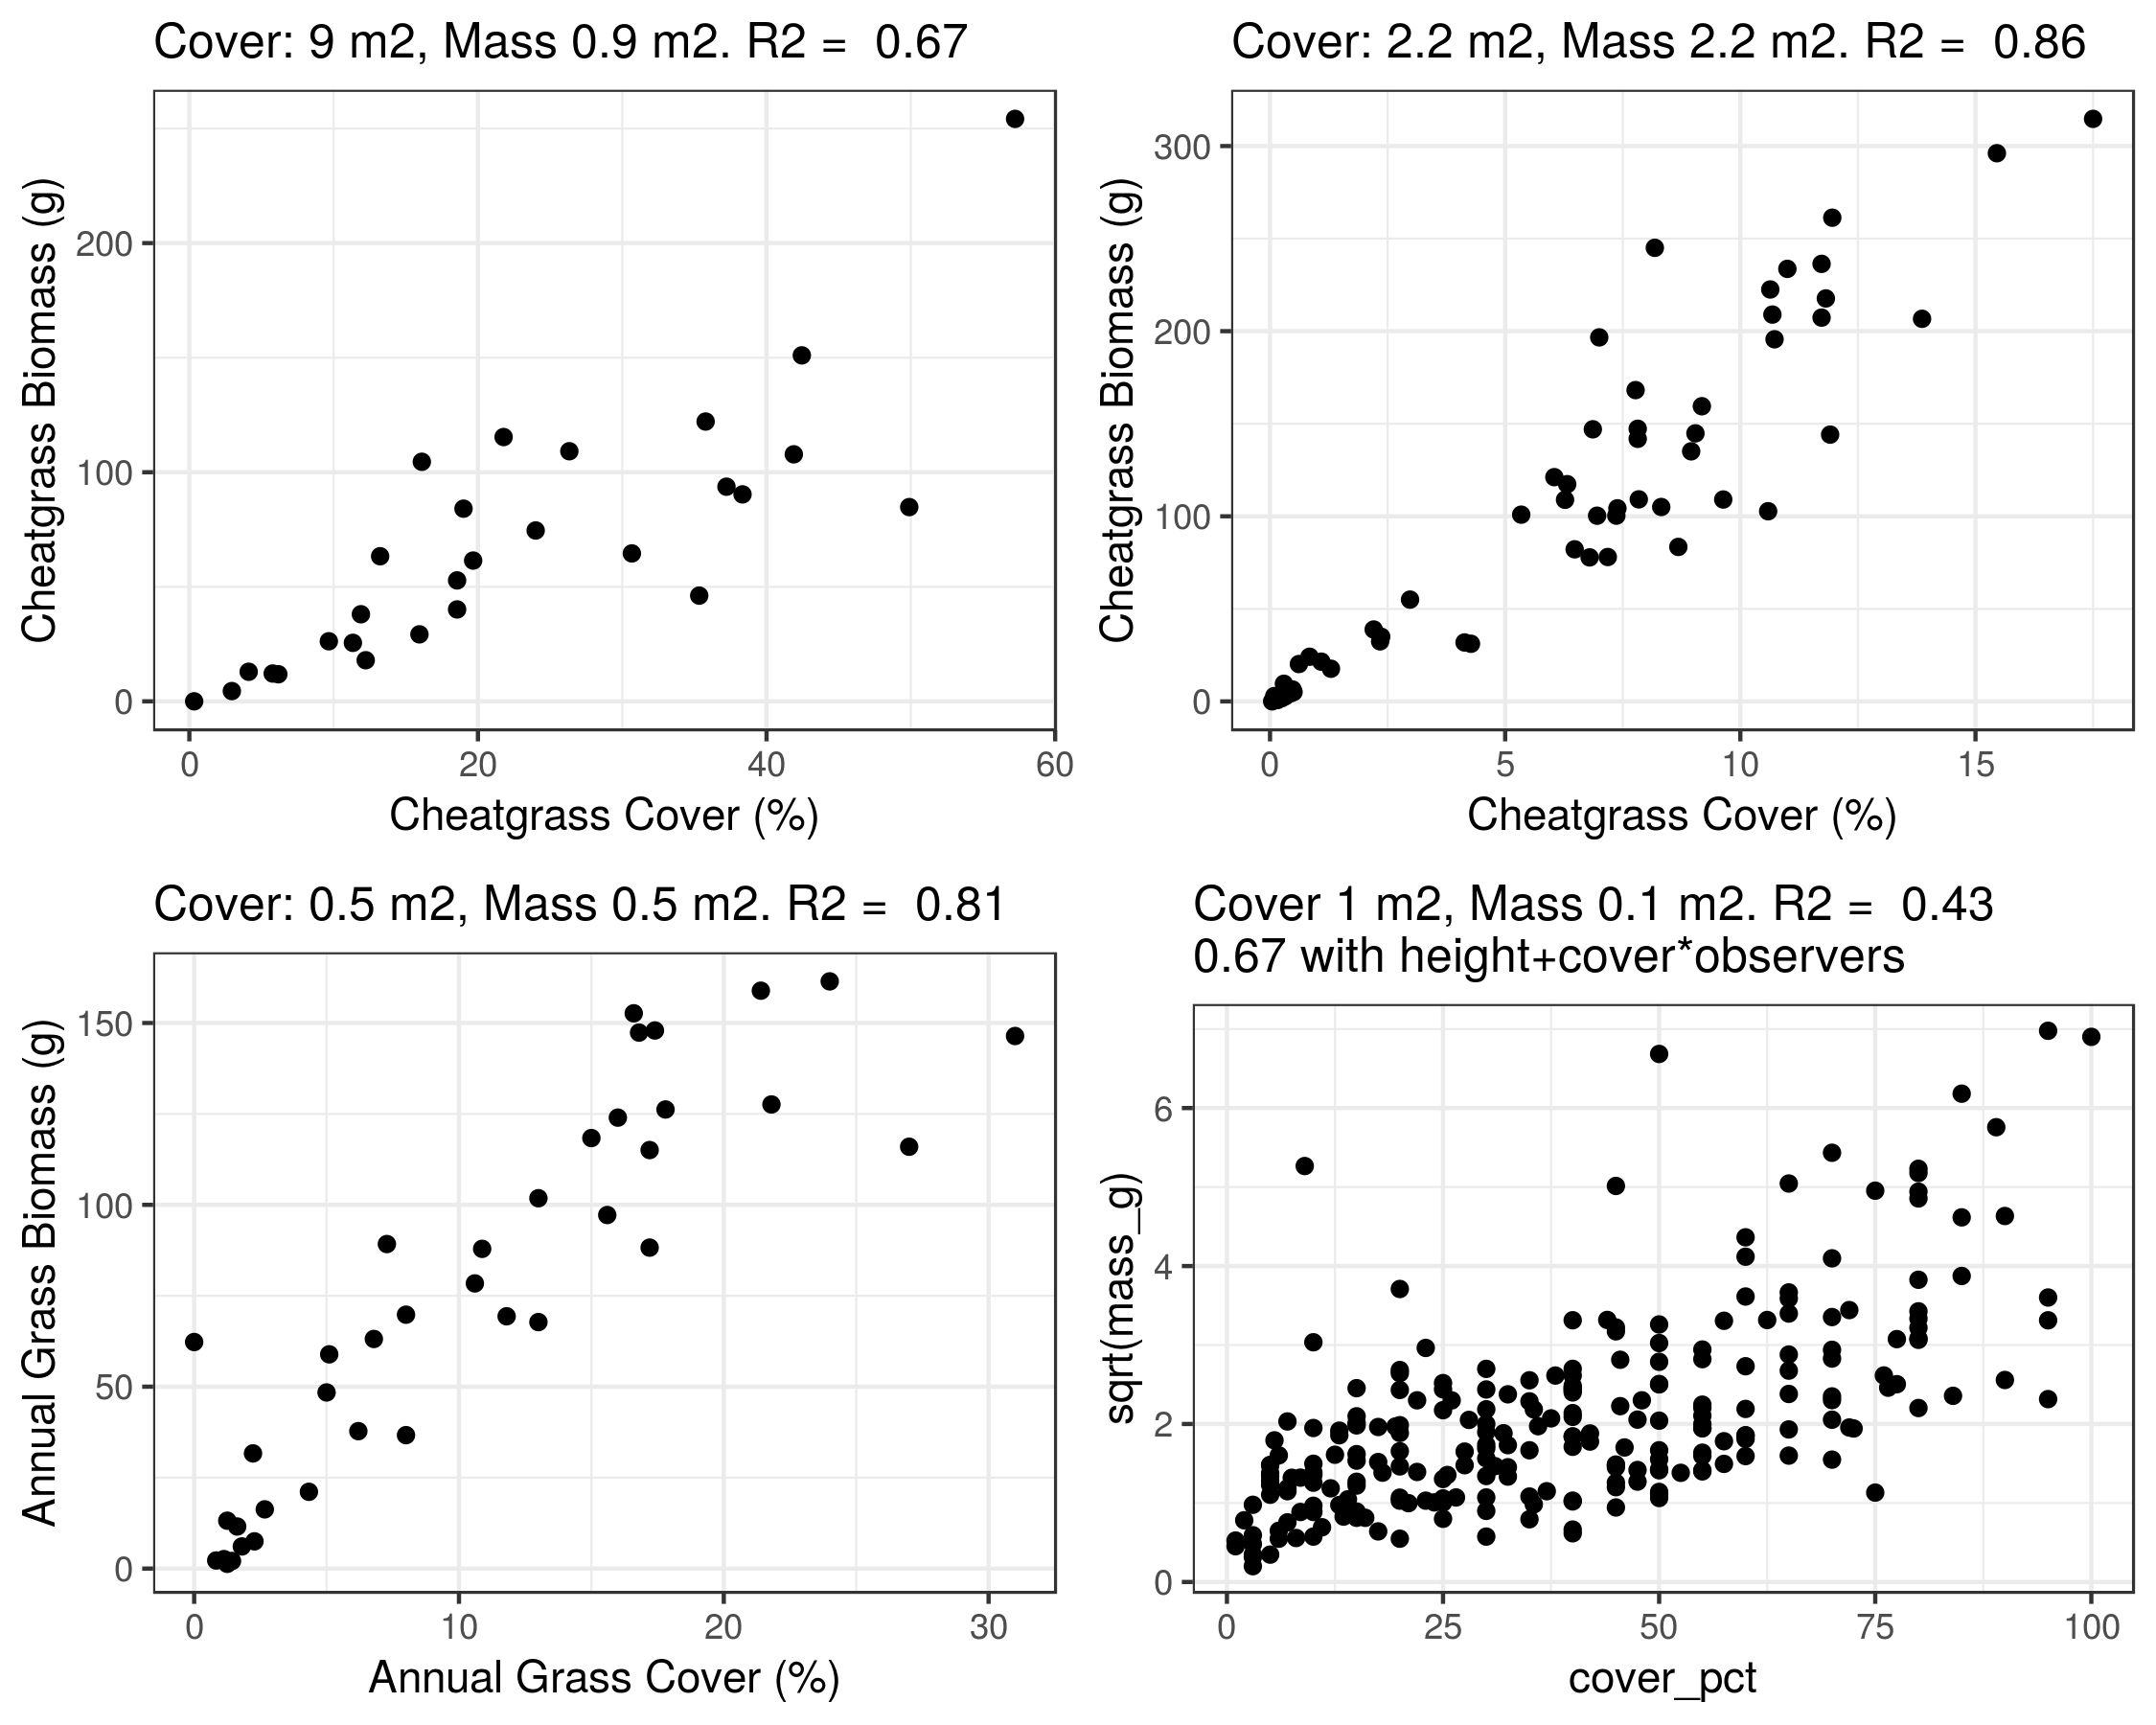 Cover: 9 m2, Mass 0.9 m2. R2 =  0.67
Cheatgrass Biomass (g)
200
100
0
0 20 40 60
Cheatgrass Cover (%)
Cover: 2.2 m2, Mass 2.2 m2. R2 =  0.86
Cheatgrass Biomass (g)
300
200
100
0
0 5 10 15
Cheatgrass Cover (%)
Cover: 0.5 m2, Mass 0.5 m2. R2 =  0.81
Annual Grass Biomass (g)
150
100
50
0
0 10 20 30
Annual Grass Cover (%)
Cover 1 m2, Mass 0.1 m2. R2 =  0.43
0.67 with height+cover*observers
sqrt(mass_g)
6
4
2
0
0 25 50 75 100
cover_pct